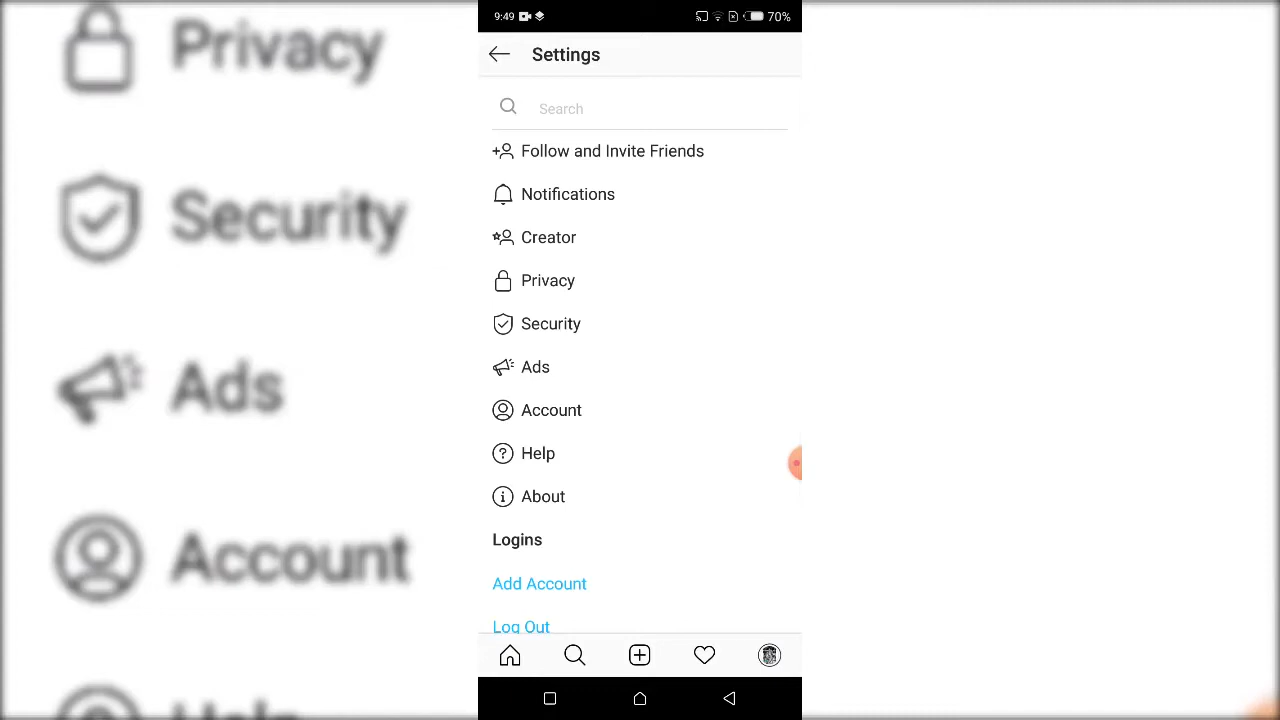 9:49
70%
Settings
Search
Follow and Invite Friends
Notifications
Creator
Privacy
Security
Ads
Account
Help
About
Logins
Add Account
Log Out
Privacy
Security
Ads
Account
Help